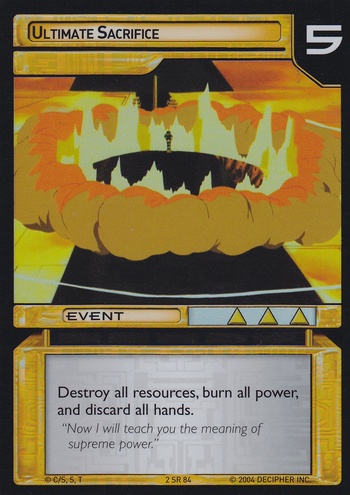 ULTIMATE SACRIFICE
5
EVENT
Destroy all resources, burn all power,
and discard all hands.
"Now I will teach you the meaning of
supreme power."
© C/S, S, T 2 SR 84 © 2004 DECIPHER INC.